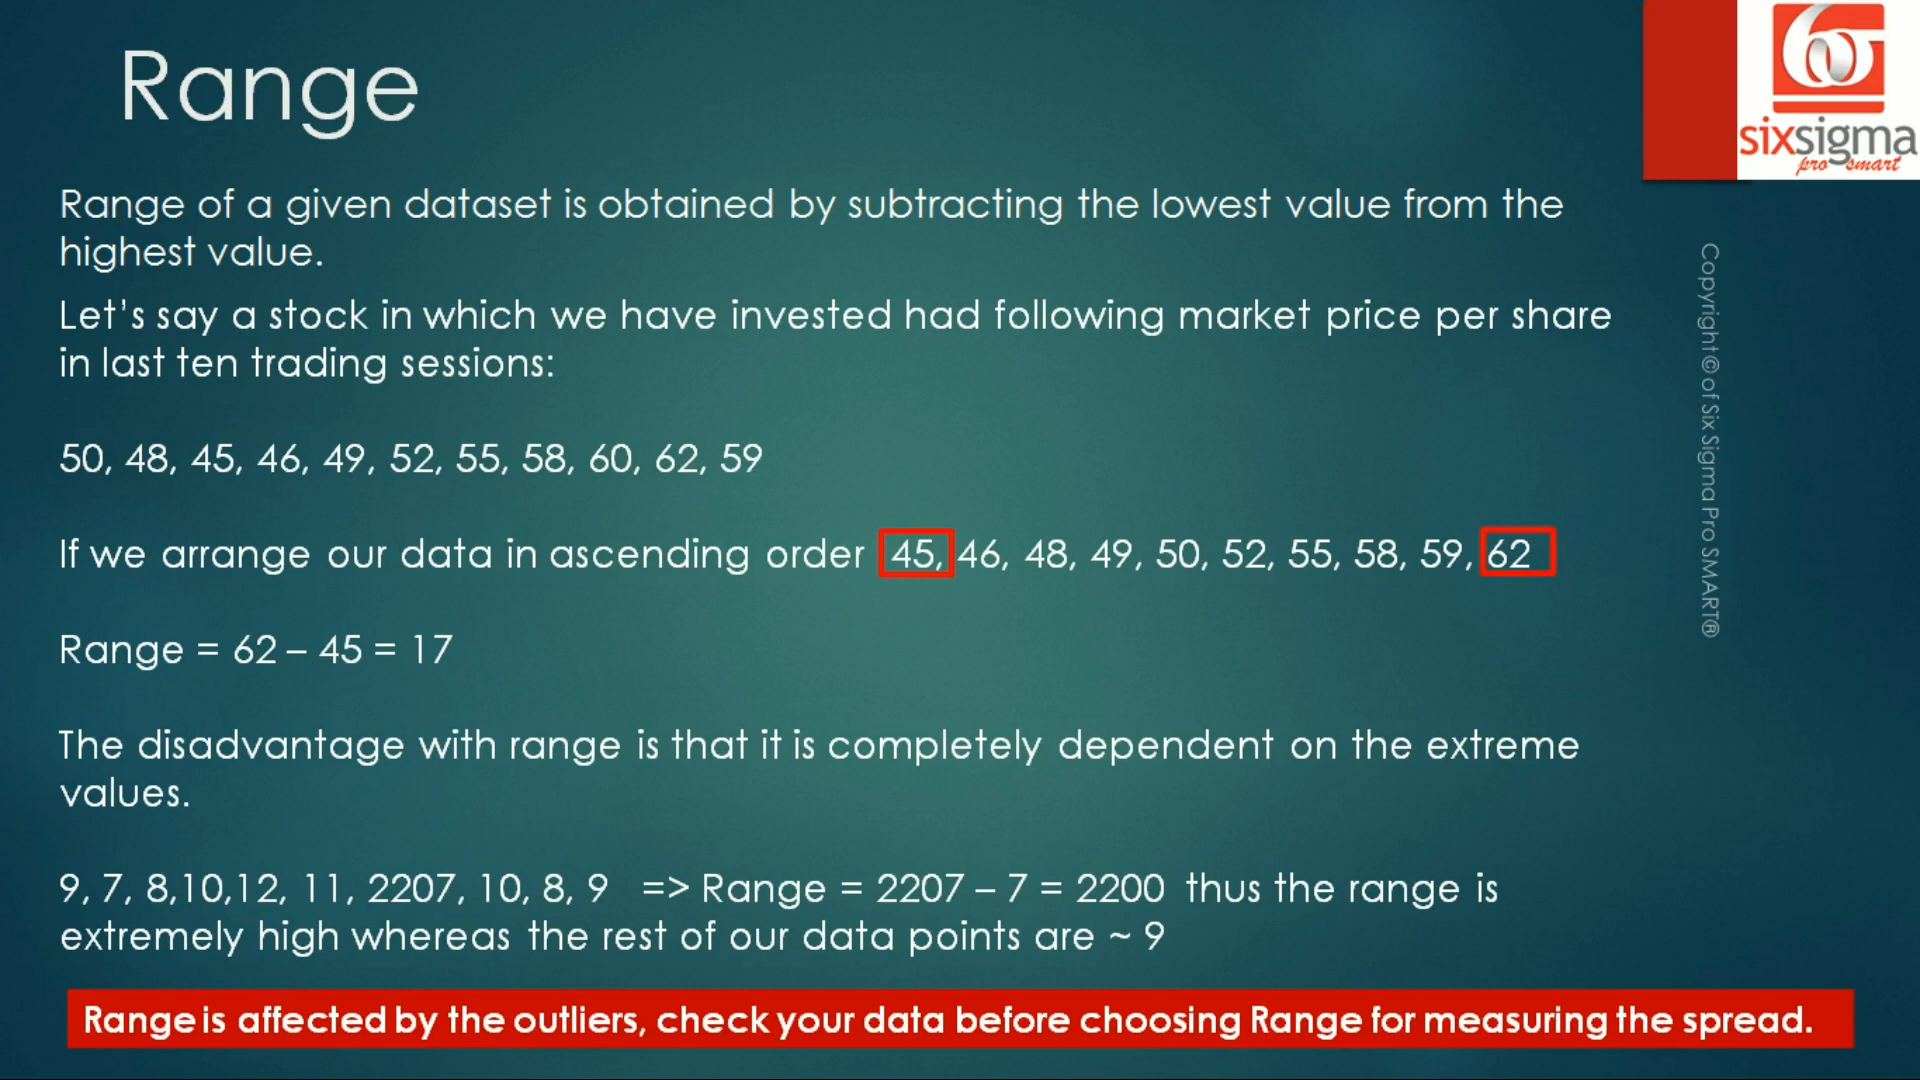 Range
6σ
sixsigma
pro smart
Range of a given dataset is obtained by subtracting the lowest value from the
highest value.
Let's say a stock in which we have invested had following market price per share
in last ten trading sessions:
50, 48, 45, 46, 49, 52, 55, 58, 60, 62, 59
If we arrange our data in ascending order 45, 46, 48, 49, 50, 52, 55, 58, 59, 62
Range = 62 – 45 = 17
The disadvantage with range is that it is completely dependent on the extreme
values.
9, 7, 8,10,12, 11, 2207, 10, 8, 9 => Range = 2207 – 7 = 2200 thus the range is
extremely high whereas the rest of our data points are ~ 9
Range is affected by the outliers, check your data before choosing Range for measuring the spread.
Copyright © of Six Sigma Pro SMART®